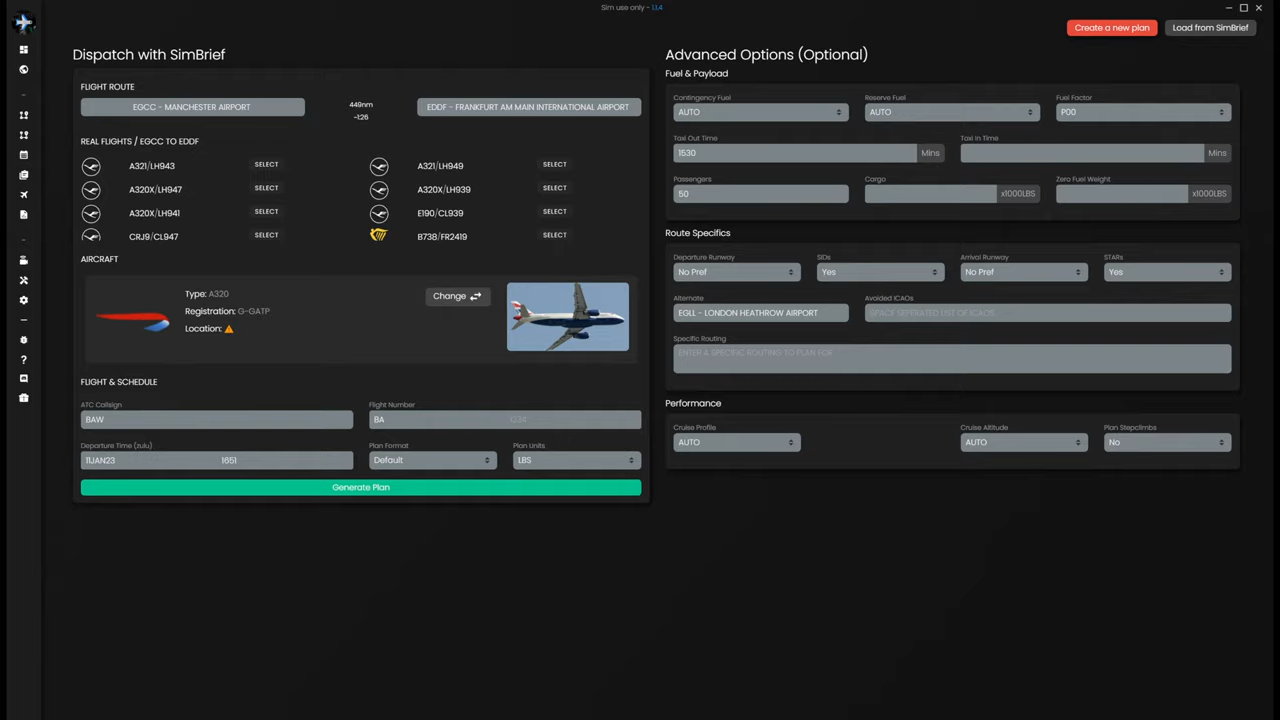 Sim use only - 1.1.4
Create a new plan
Load from SimBrief
Dispatch with SimBrief
FLIGHT ROUTE
EGCC - MANCHESTER AIRPORT
449nm
~1:26
EDDF - FRANKFURT AM MAIN INTERNATIONAL AIRPORT
REAL FLIGHTS / EGCC TO EDDF
A321/LH943 SELECT
A321/LH949 SELECT
A320X/LH947 SELECT
A320X/LH939 SELECT
A320X/LH941 SELECT
E190/CL939 SELECT
CRJ9/CL947 SELECT
B738/FR2419 SELECT
AIRCRAFT
Type: A320
Registration: G-GATP
Location:
Change
FLIGHT & SCHEDULE
ATC Callsign
BAW
Flight Number
BA 1234
Departure Time (zulu)
11JAN23 1651
Plan Format
Default
Plan Units
LBS
Generate Plan
Advanced Options (Optional)
Fuel & Payload
Contingency Fuel
AUTO
Reserve Fuel
AUTO
Fuel Factor
P00
Taxi Out Time
1530 Mins
Taxi In Time
Mins
Passengers
50
Cargo
x1000LBS
Zero Fuel Weight
x1000LBS
Route Specifics
Departure Runway
No Pref
SIDs
Yes
Arrival Runway
No Pref
STARs
Yes
Alternate
EGLL - LONDON HEATHROW AIRPORT
Avoided ICAOs
SPACE SEPERATED LIST OF ICAOS
Specific Routing
ENTER A SPECIFIC ROUTING TO PLAN FOR
Performance
Cruise Profile
AUTO
Cruise Altitude
AUTO
Plan Stepclimbs
No